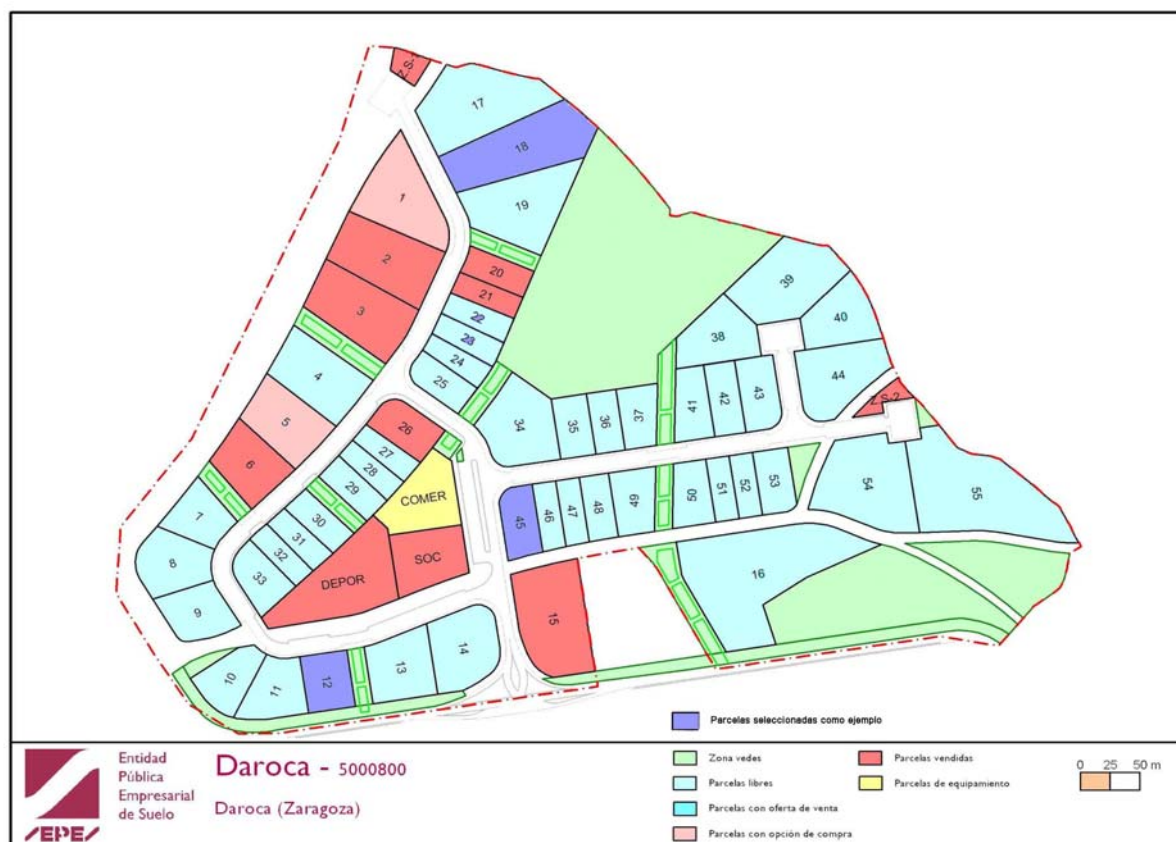 Z.S-1
17
18
1
19
2
20
21
3
22
23
24
25
4
5
6
26
27
28
29
30
31
32
33
7
8
9
COMER
SOC
DEPOR
34
35
36
37
38
39
40
41
42
43
44
Z.S-2
45
46
47
48
49
50
51
52
53
54
55
16
15
14
13
12
11
10
Parcelas seleccionadas como ejemplo
Entidad
Pública
Empresarial
de Suelo
SEPES
Daroca - 5000800
Daroca (Zaragoza)
Zona vedes
Parcelas libres
Parcelas con oferta de venta
Parcelas con opción de compra
Parcelas vendidas
Parcelas de equipamiento
0 25 50 m